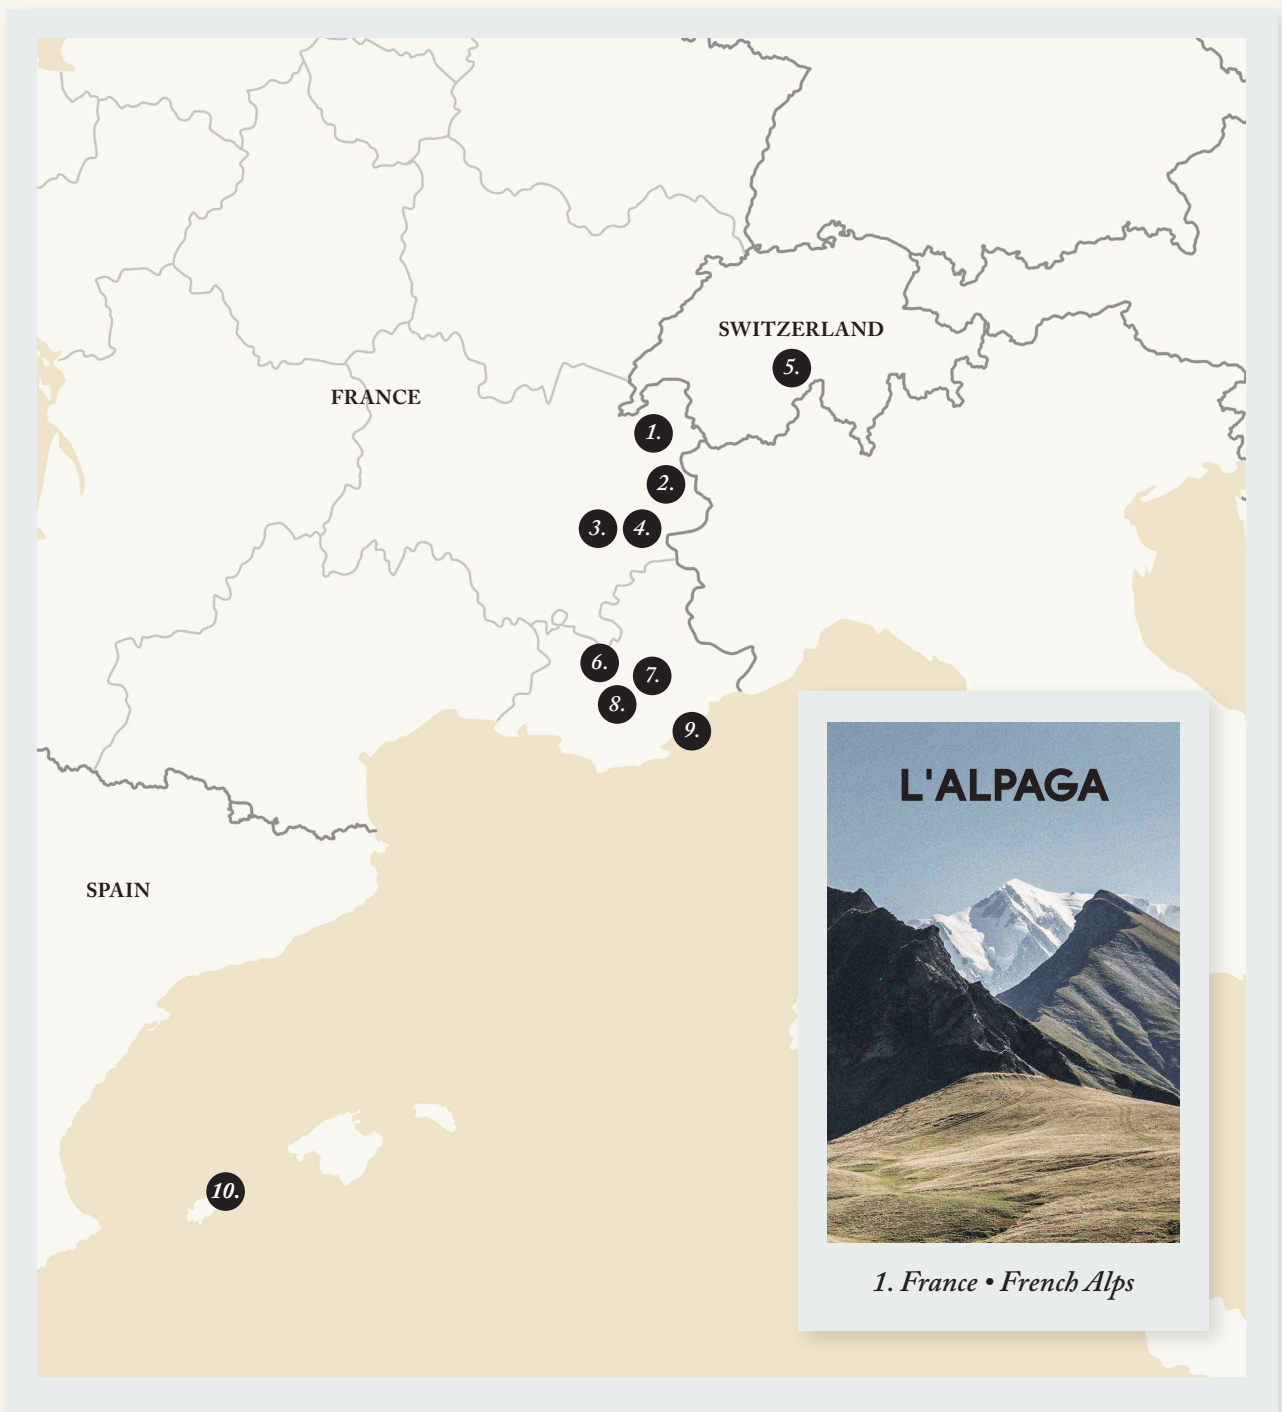 SWITZERLAND
5.
FRANCE
1.
2.
3.
4.
6.
7.
8.
9.
SPAIN
10.
L'ALPAGA
1. France • French Alps